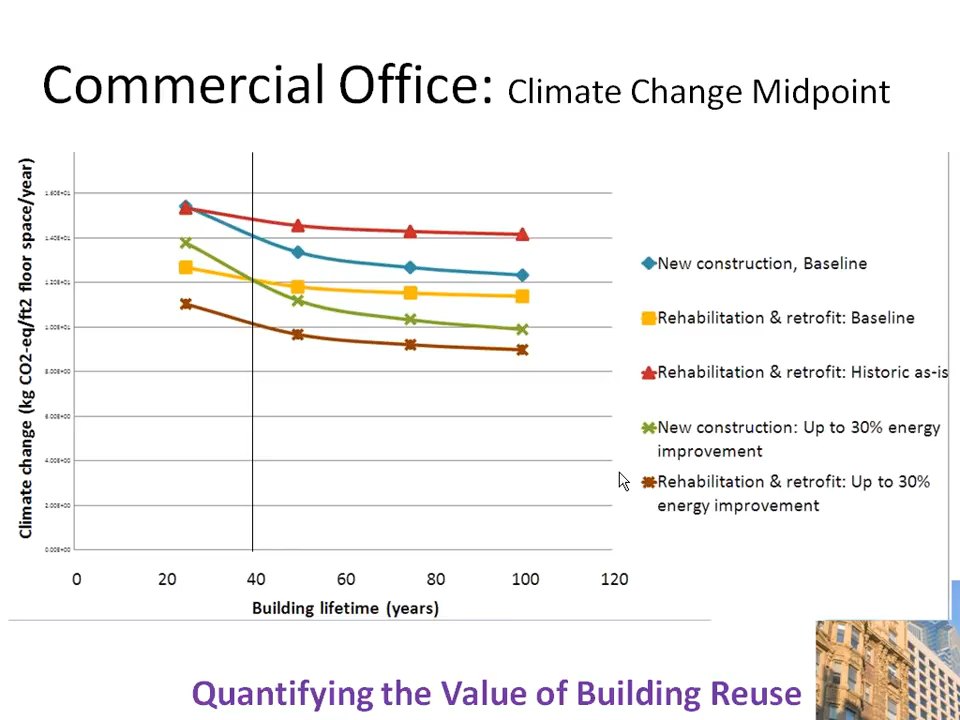 Commercial Office: Climate Change Midpoint
Climate change (kg CO2-eq/ft2 floor space/year)
1.60E+01
1.40E+01
1.20E+01
1.00E+01
8.00E+00
6.00E+00
4.00E+00
2.00E+00
0.00E+00
0 20 40 60 80 100 120
Building lifetime (years)
New construction, Baseline
Rehabilitation & retrofit: Baseline
Rehabilitation & retrofit: Historic as-is
New construction: Up to 30% energy
improvement
Rehabilitation & retrofit: Up to 30%
energy improvement
Quantifying the Value of Building Reuse